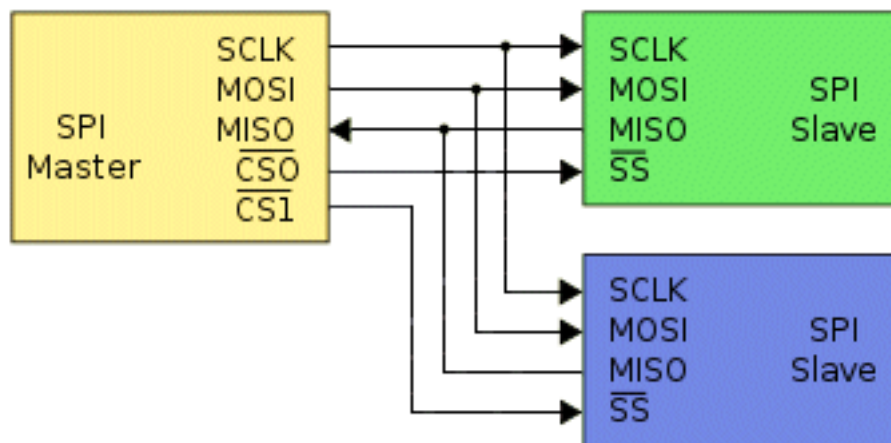 SPI
Master
SCLK
MOSI
MISO
CS0
CS1
SCLK
MOSI
MISO
SS
SPI
Slave
SCLK
MOSI
MISO
SS
SPI
Slave